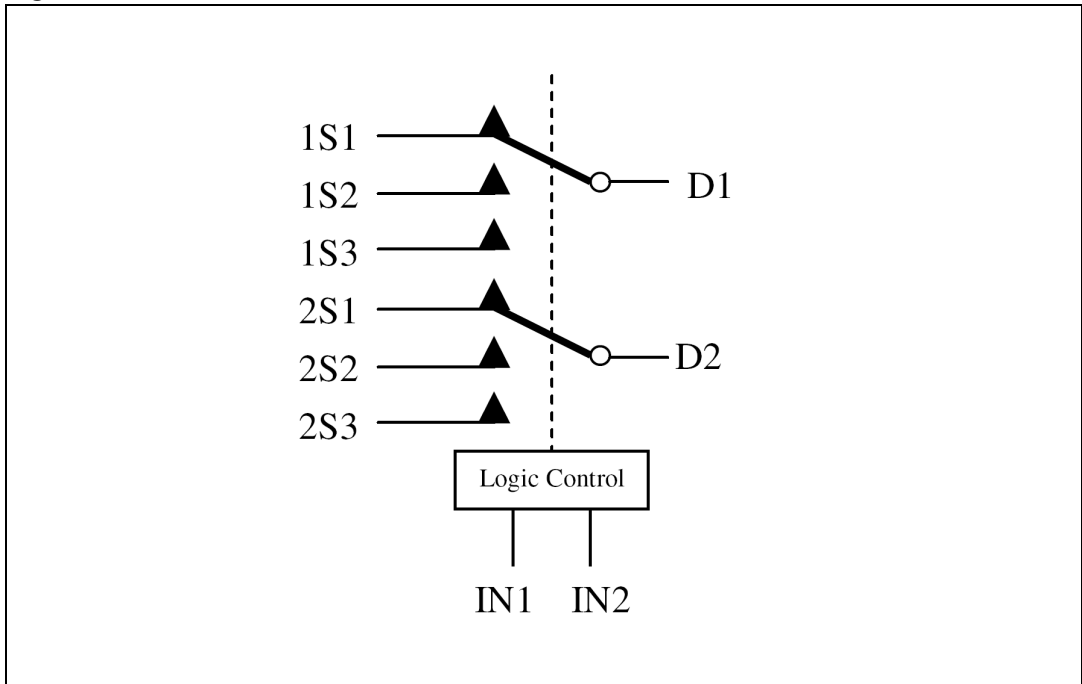 1S1
1S2
1S3
2S1
2S2
2S3
D1
D2
Logic Control
IN1 IN2